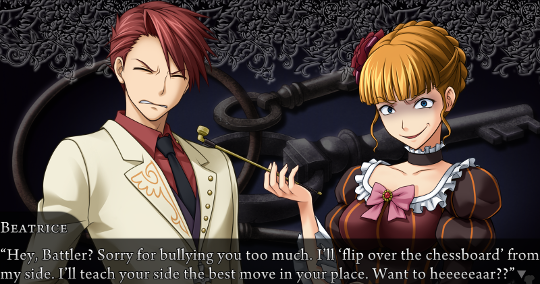 Beatrice
“Hey, Battler? Sorry for bullying you too much. I’ll ‘flip over the chessboard’ from
my side. I’ll teach your side the best move in your place. Want to heeeeeaar??”